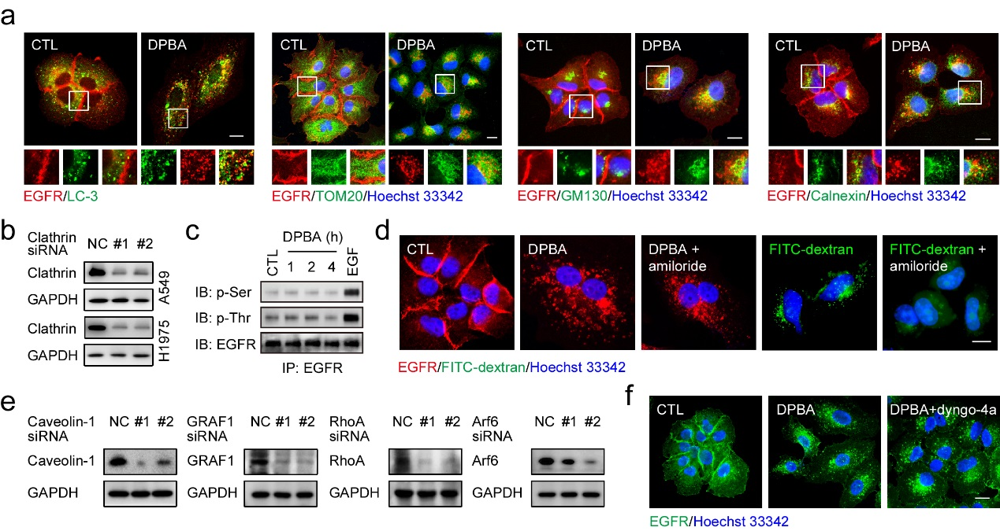 a
CTL DPBA CTL DPBA CTL DPBA CTL DPBA
EGFR/LC-3 EGFR/TOM20/Hoechst 33342 EGFR/GM130/Hoechst 33342 EGFR/Calnexin/Hoechst 33342
b
Clathrin siRNA NC #1 #2
Clathrin
GAPDH
A549
Clathrin
GAPDH
H1975
c
DPBA (h)
CTL 1 2 4 EGF
IB: p-Ser
IB: p-Thr
IB: EGFR
IP: EGFR
d
CTL DPBA DPBA + amiloride FITC-dextran FITC-dextran + amiloride
EGFR/FITC-dextran/Hoechst 33342
e
Caveolin-1 siRNA NC #1 #2 GRAF1 siRNA NC #1 #2 RhoA siRNA NC #1 #2 Arf6 siRNA NC #1 #2
Caveolin-1 GRAF1 RhoA Arf6
GAPDH GAPDH GAPDH GAPDH
f
CTL DPBA DPBA+dyngo-4a
EGFR/Hoechst 33342